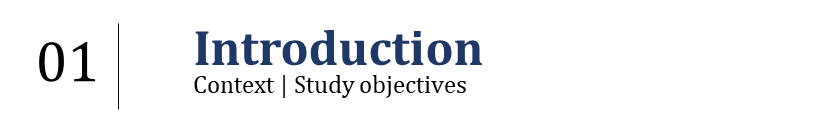 01
Introduction
Context | Study objectives